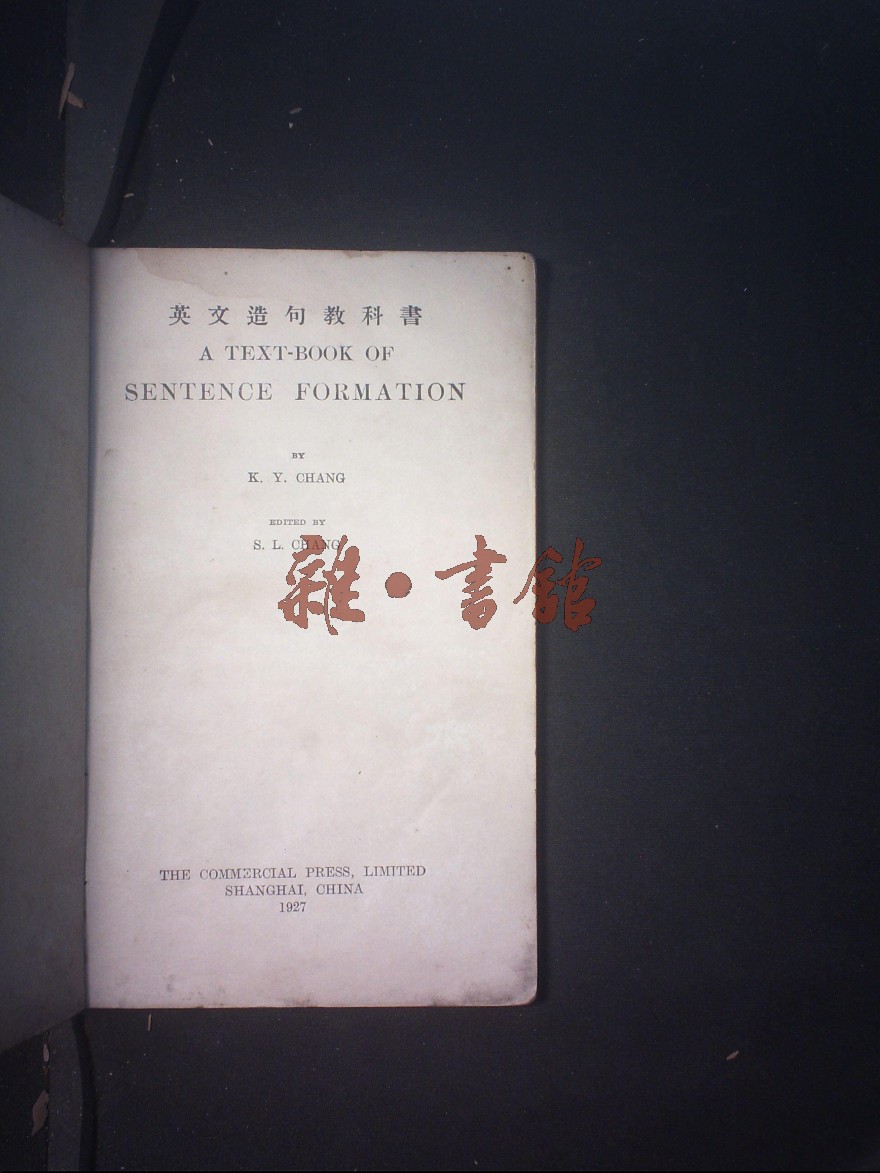 英文造句教科書
A TEXT-BOOK OF
SENTENCE FORMATION
BY
K. Y. CHANG
EDITED BY
S. L. CHANG
雜·書館
THE COMMERCIAL PRESS, LIMITED
SHANGHAI, CHINA
1927